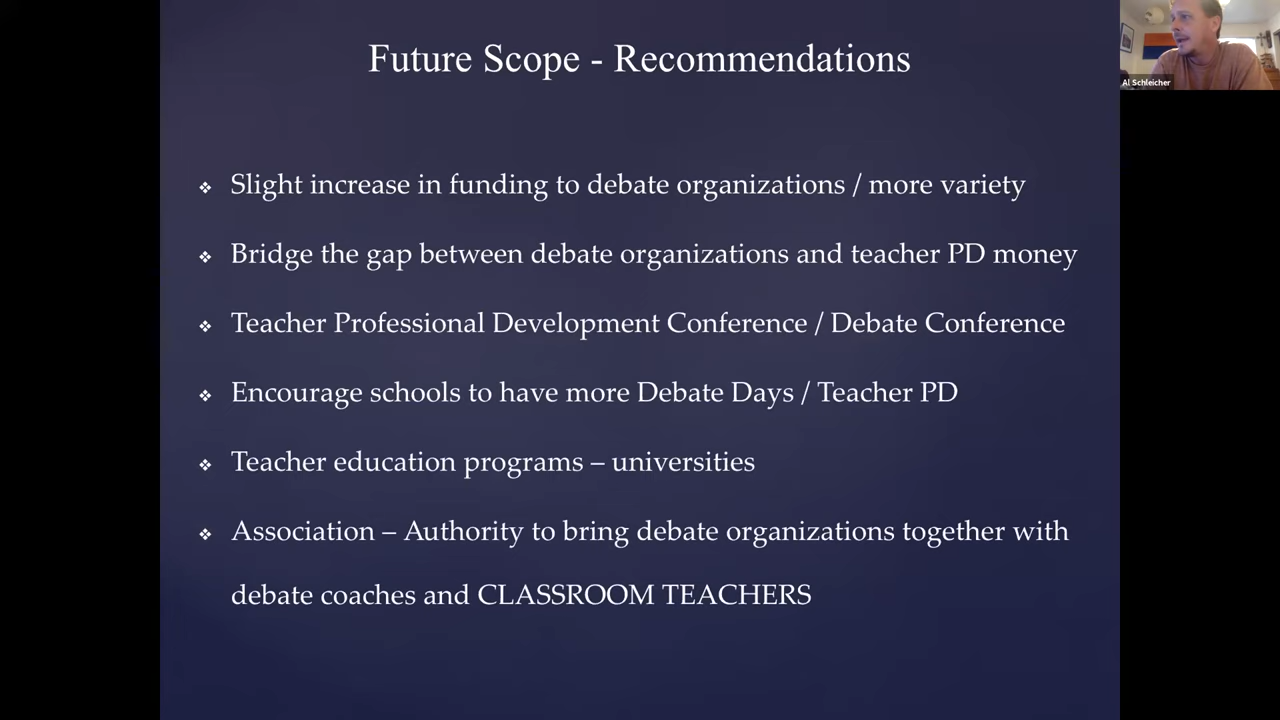 Future Scope - Recommendations
Al Schleicher
❖ Slight increase in funding to debate organizations / more variety
❖ Bridge the gap between debate organizations and teacher PD money
❖ Teacher Professional Development Conference / Debate Conference
❖ Encourage schools to have more Debate Days / Teacher PD
❖ Teacher education programs – universities
❖ Association – Authority to bring debate organizations together with
debate coaches and CLASSROOM TEACHERS